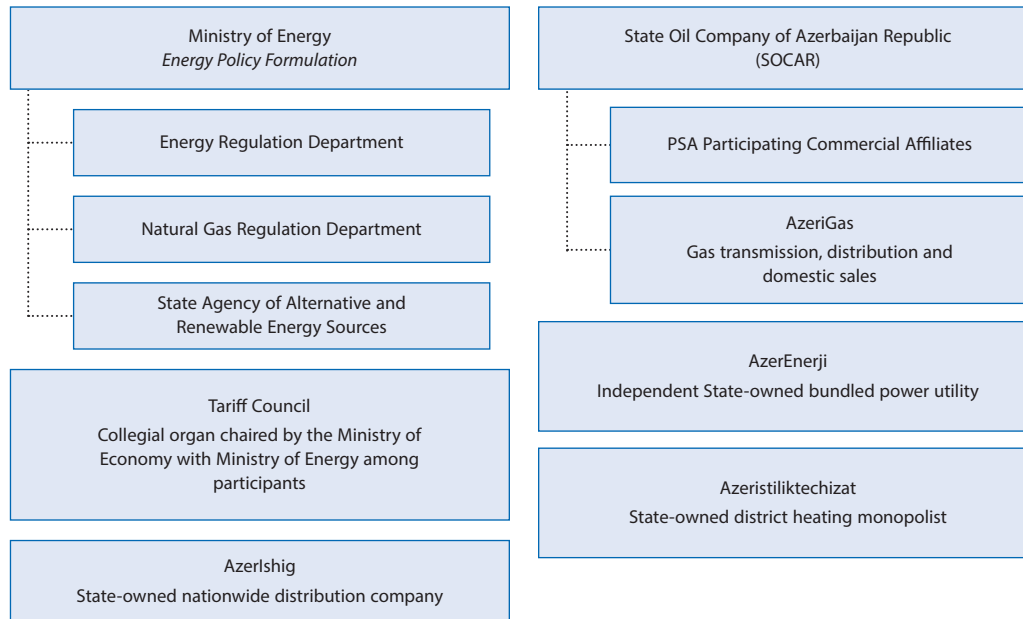 Ministry of Energy
Energy Policy Formulation
Energy Regulation Department
Natural Gas Regulation Department
State Agency of Alternative and
Renewable Energy Sources
Tariff Council
Collegial organ chaired by the Ministry of
Economy with Ministry of Energy among
participants
AzerIshig
State-owned nationwide distribution company
State Oil Company of Azerbaijan Republic
(SOCAR)
PSA Participating Commercial Affiliates
AzeriGas
Gas transmission, distribution and
domestic sales
AzerEnerji
Independent State-owned bundled power utility
Azeristiliktechizat
State-owned district heating monopolist